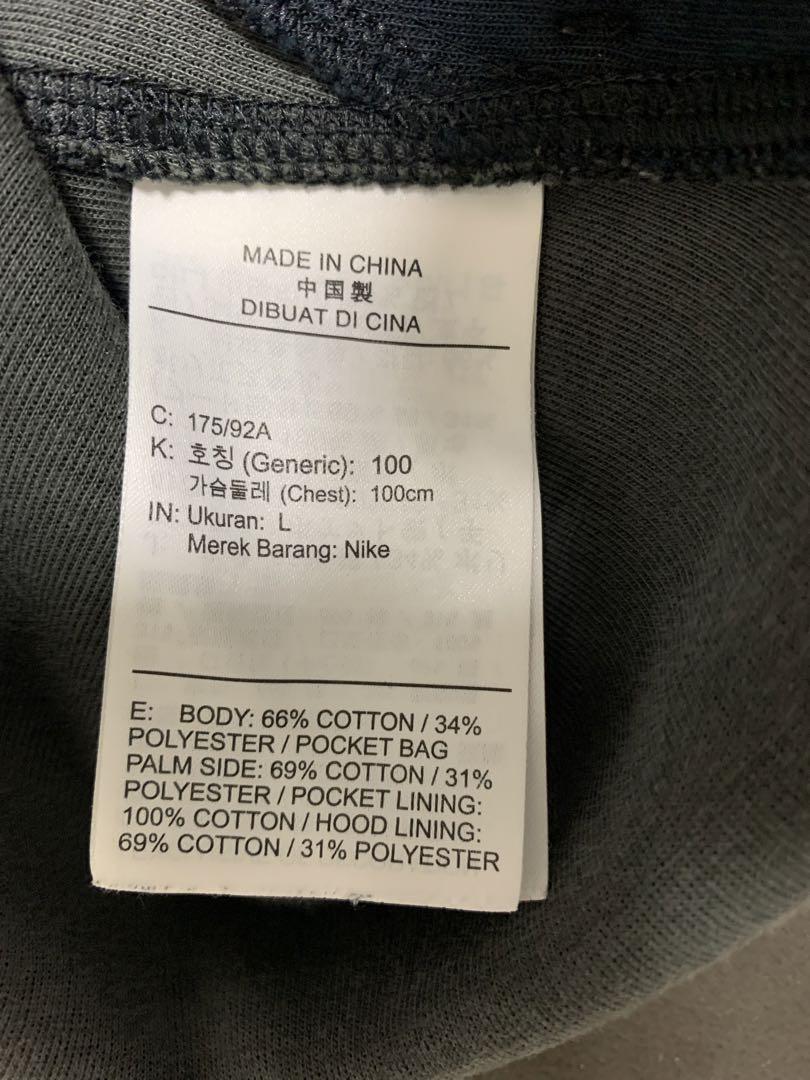 MADE IN CHINA
中国製
DIBUAT DI CINA
C: 175/92A
K: 호칭 (Generic): 100
가슴둘레 (Chest): 100cm
IN: Ukuran: L
Merek Barang: Nike
E: BODY: 66% COTTON / 34%
POLYESTER / POCKET BAG
PALM SIDE: 69% COTTON / 31%
POLYESTER / POCKET LINING:
100% COTTON / HOOD LINING:
69% COTTON / 31% POLYESTER